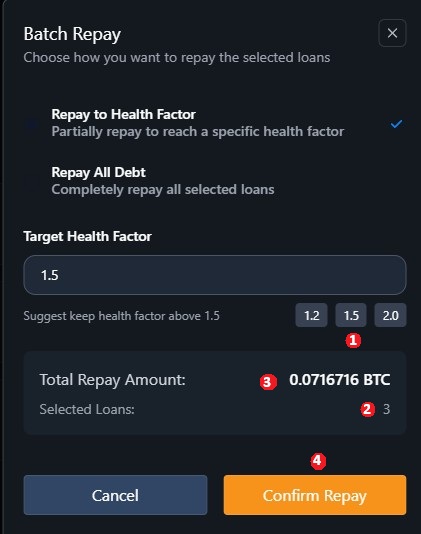 Batch Repay
Choose how you want to repay the selected loans
Repay to Health Factor
Partially repay to reach a specific health factor
Repay All Debt
Completely repay all selected loans
Target Health Factor
1.5
Suggest keep health factor above 1.5 1.2 1.5 2.0
1
Total Repay Amount: 3 0.0716716 BTC
Selected Loans: 2 3
4
Cancel Confirm Repay